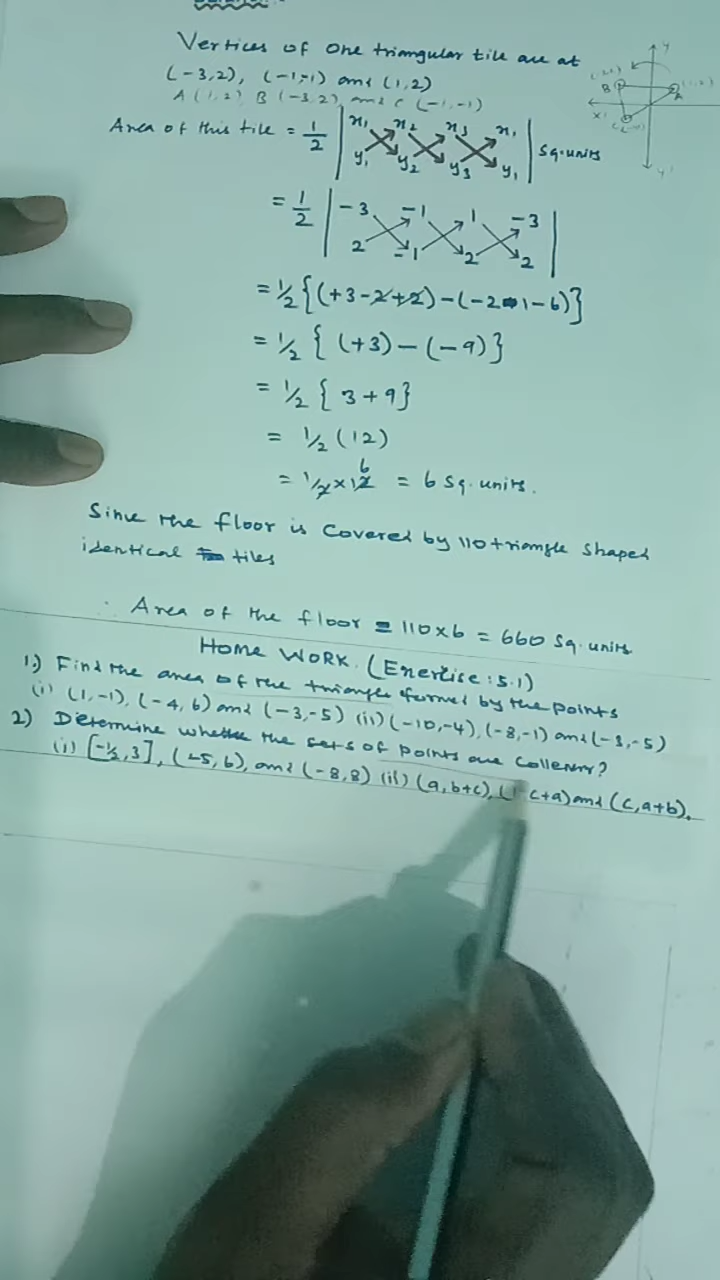 Vertices of one triangular tile are at
(-3,2), (-1,-1) and (1,2)
A (1,2) B (-3,2) and C (-1,-1)
Area of this tile = 1/2 | x₁ x₂ x₃ x₁ | sq.units
y₁ y₂ y₃ y₁
= 1/2 | -3 -1 1 -3 |
2 -1 2 2
= 1/2 {(+3-2+2)-(-2-1-6)}
= 1/2 { (+3)-(-9)}
= 1/2 { 3+9}
= 1/2 (12)
= 1/2 × 12 6 = 6 sq. units.
Since the floor is covered by 110 triangle shaped
identical tiles
∴ Area of the floor = 110×6 = 660 sq.units
HOME WORK. (Exercise: 5.1)
1.) Find the area of the triangle formed by the points
(i) (1,-1), (-4, 6) and (-3,-5) (ii) (-10,-4), (-8,-1) and (-3,-5)
2) Determine whether the sets of points are
(i) [-1/2,3], (-5, 6), and (-8,8) (ii) (a, b+c), c+a) and (c, a+b).
Y
B
A
X'
C
Y'